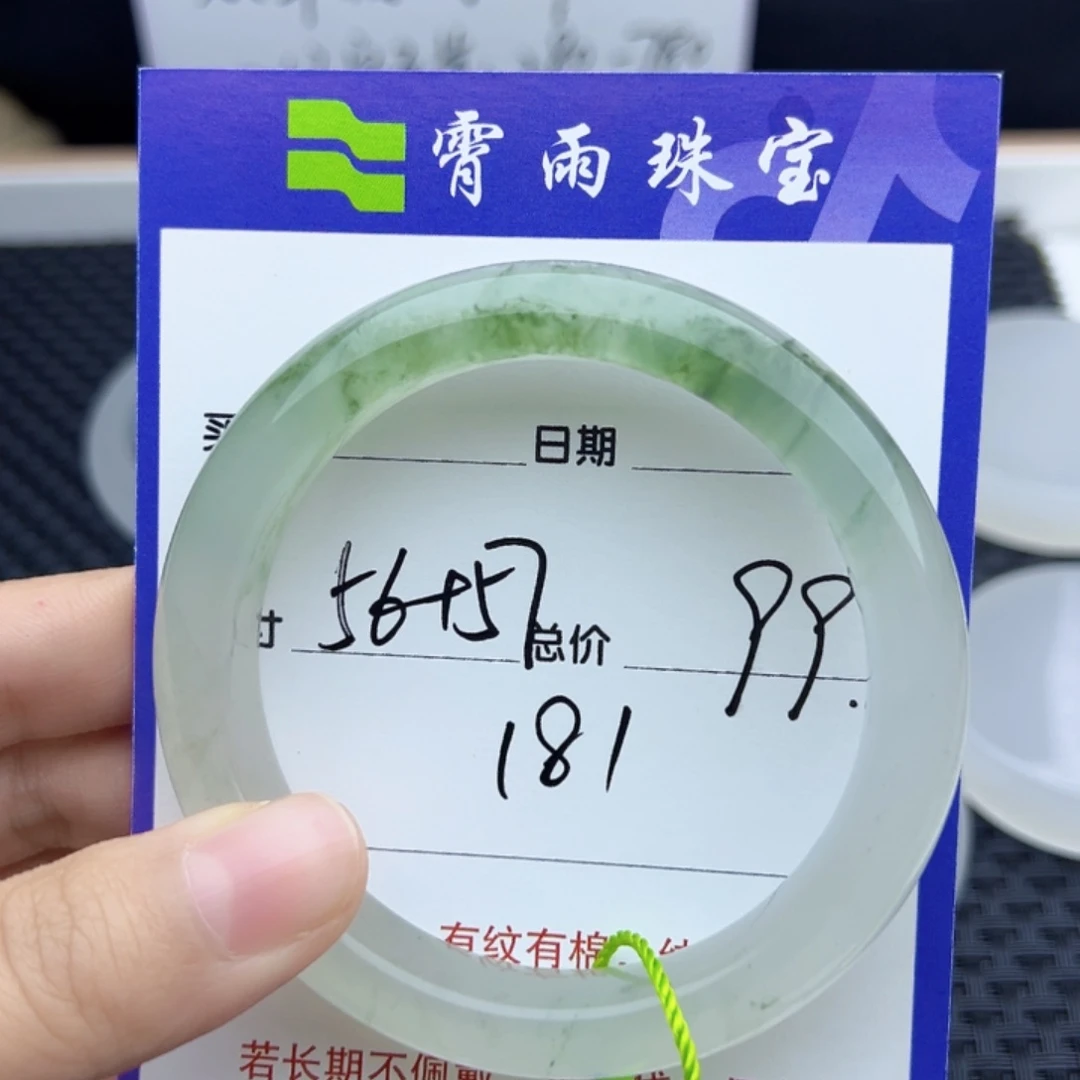 霄雨珠宝
日期
寸 56+57 总价 99.
181
有纹有棉
若长期不佩戴